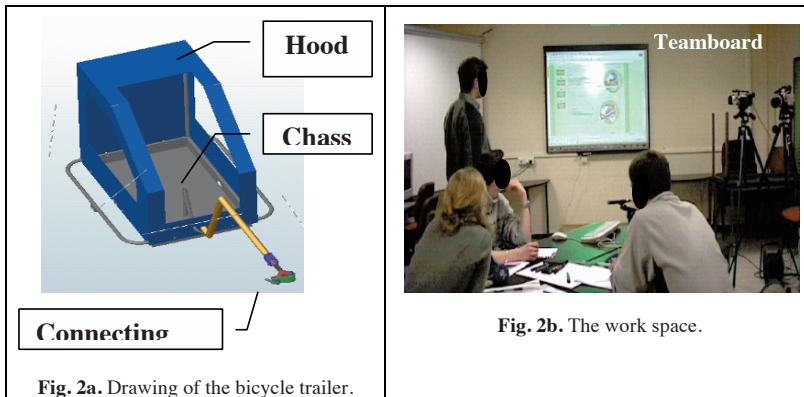 Hood
Chass
Connecting
Fig. 2a. Drawing of the bicycle trailer.
Teamboard
Fig. 2b. The work space.